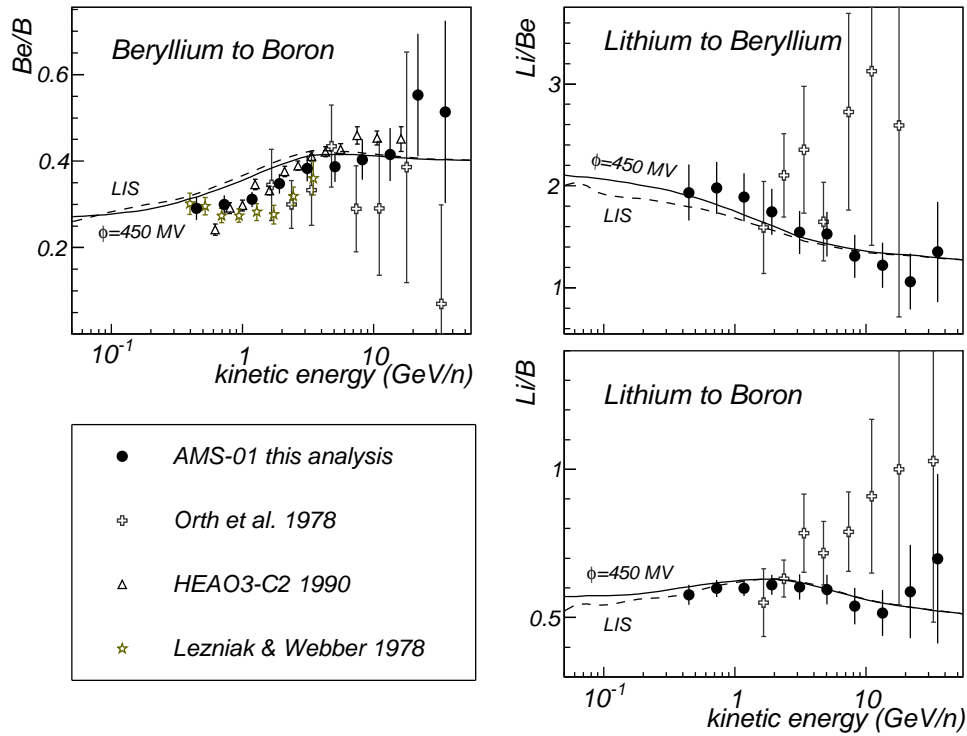 Be/B
Beryllium to Boron
0.6
0.4
0.2
LIS
ϕ=450 MV
10⁻¹
1
10
kinetic energy (GeV/n)
Li/Be
Lithium to Beryllium
3
2
1
ϕ=450 MV
LIS
Li/B
Lithium to Boron
1
0.5
ϕ=450 MV
LIS
10⁻¹
1
10
kinetic energy (GeV/n)
AMS-01 this analysis
Orth et al. 1978
HEAO3-C2 1990
Lezniak & Webber 1978